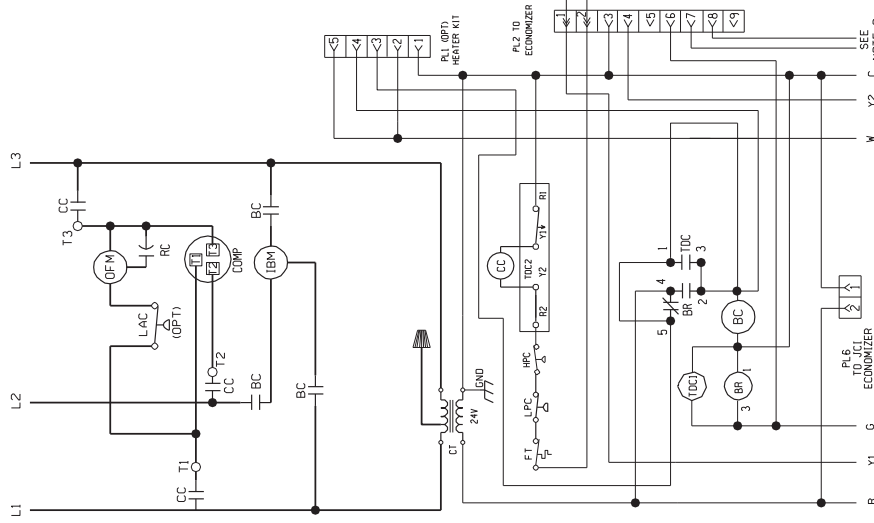 L3
L2
L1
CC
T3
OFM
RC
T1
T2
T3
COMP
LAC
(OPT)
BC
IBM
T2
CC
BC
BC
T1
CC
<5
<4
<3
<2
<1
PL1 (OPT)
HEATER KIT
PL2 TO
ECONOMIZER
1
2
<3
<4
<5
<6
<7
<8
<9
SEE
Y2
W
R1
Y1
CC
TDC2
Y2
R2
HPC
LPC
FT
GND
24V
CT
1
TDC
3
4
BR
2
5
BC
TDC1
BR
1
3
1
2
PL6
TO JCI
ECONOMIZER
G
Y1
R